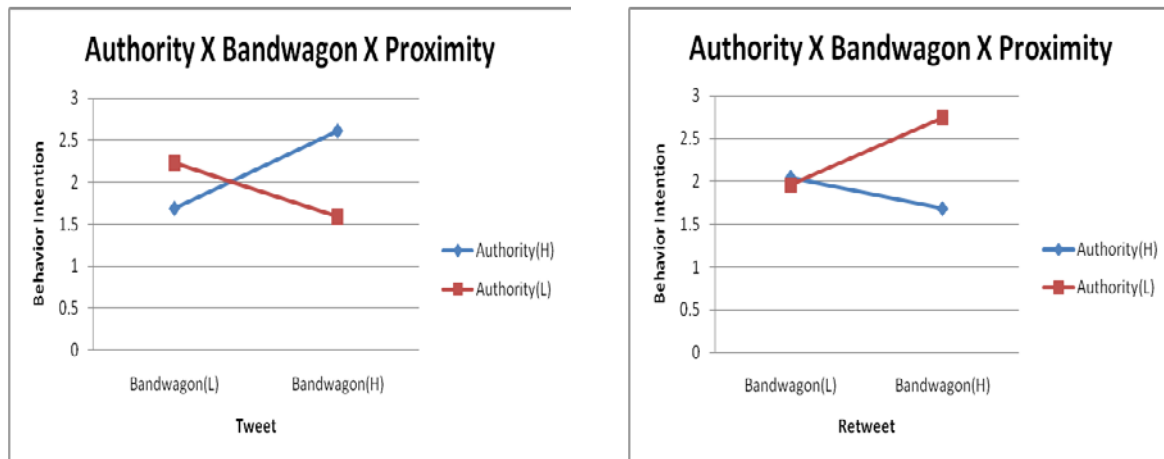 Authority X Bandwagon X Proximity
3
2.5
2
1.5
1
0.5
0
Behavior Intention
Bandwagon(L)
Bandwagon(H)
Tweet
Authority(H)
Authority(L)
Authority X Bandwagon X Proximity
3
2.5
2
1.5
1
0.5
0
Behavior Intention
Bandwagon(L)
Bandwagon(H)
Retweet
Authority(H)
Authority(L)